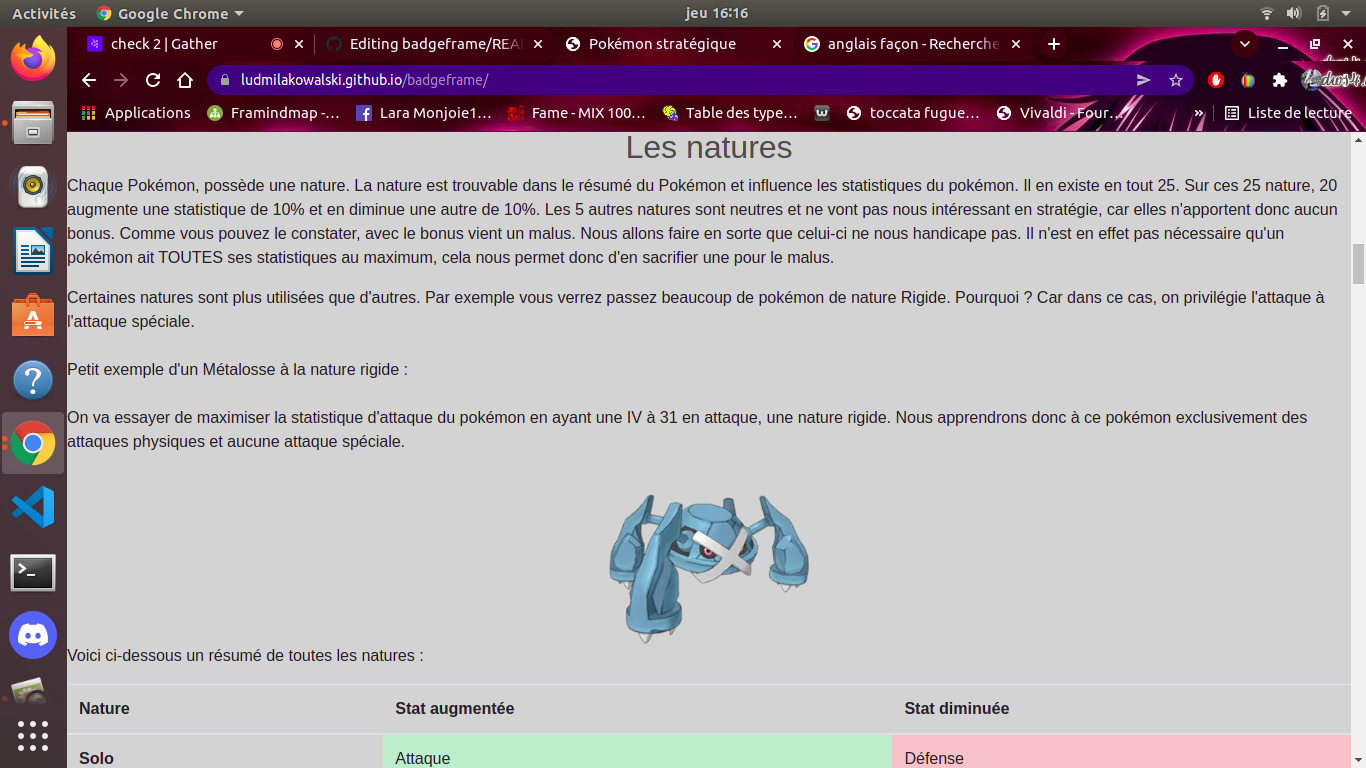 Activités Google Chrome jeu 16:16
check 2 | Gather Editing badgeframe/REA Pokémon stratégique anglais façon - Recherche
ludmilakowalski.github.io/badgeframe/
Applications Framindmap -… Lara Monjoie1… Fame - MIX 100… Table des type… toccata fugue… Vivaldi - Four… » Liste de lecture
Les natures
Chaque Pokémon, possède une nature. La nature est trouvable dans le résumé du Pokémon et influence les statistiques du pokémon. Il en existe en tout 25. Sur ces 25 nature, 20
augmente une statistique de 10% et en diminue une autre de 10%. Les 5 autres natures sont neutres et ne vont pas nous intéressant en stratégie, car elles n'apportent donc aucun
bonus. Comme vous pouvez le constater, avec le bonus vient un malus. Nous allons faire en sorte que celui-ci ne nous handicape pas. Il n'est en effet pas nécessaire qu'un
pokémon ait TOUTES ses statistiques au maximum, cela nous permet donc d'en sacrifier une pour le malus.
Certaines natures sont plus utilisées que d'autres. Par exemple vous verrez passez beaucoup de pokémon de nature Rigide. Pourquoi ? Car dans ce cas, on privilégie l'attaque à
l'attaque spéciale.
Petit exemple d'un Métalosse à la nature rigide :
On va essayer de maximiser la statistique d'attaque du pokémon en ayant une IV à 31 en attaque, une nature rigide. Nous apprendrons donc à ce pokémon exclusivement des
attaques physiques et aucune attaque spéciale.
Voici ci-dessous un résumé de toutes les natures :
Nature Stat augmentée Stat diminuée
Solo Attaque Défense